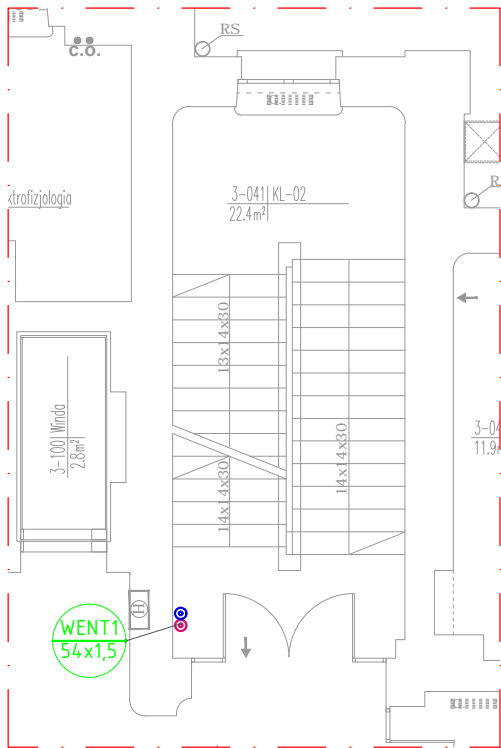 RS
c.o.
ktrofizjologia
3-041 KL-02
22.4m²
R
13x14x30
14x14x30
14x14x30
3-100 Winda
2.8m²
3-04
11.9
H
WENT1
54x1,5